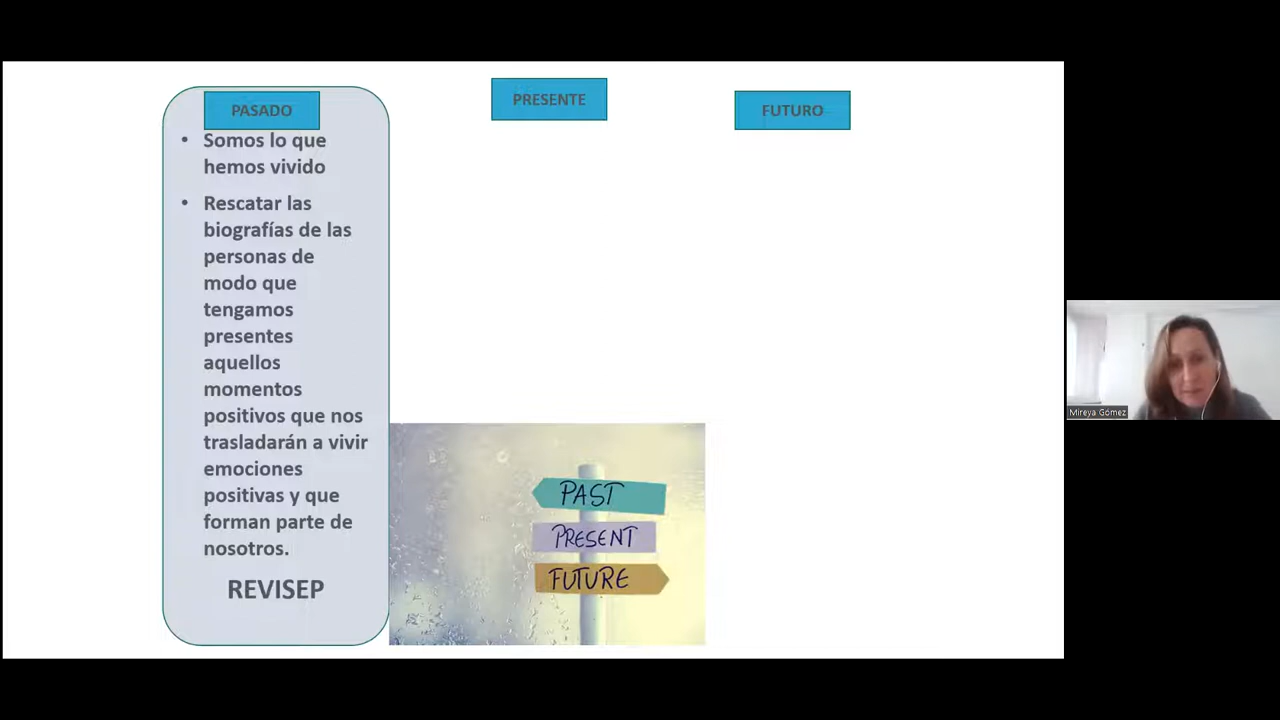 PASADO
• Somos lo que
hemos vivido
• Rescatar las
biografías de las
personas de
modo que
tengamos
presentes
aquellos
momentos
positivos que nos
trasladarán a vivir
emociones
positivas y que
forman parte de
nosotros.
REVISEP
PRESENTE
FUTURO
PAST
PRESENT
FUTURE
Mireya Gómez